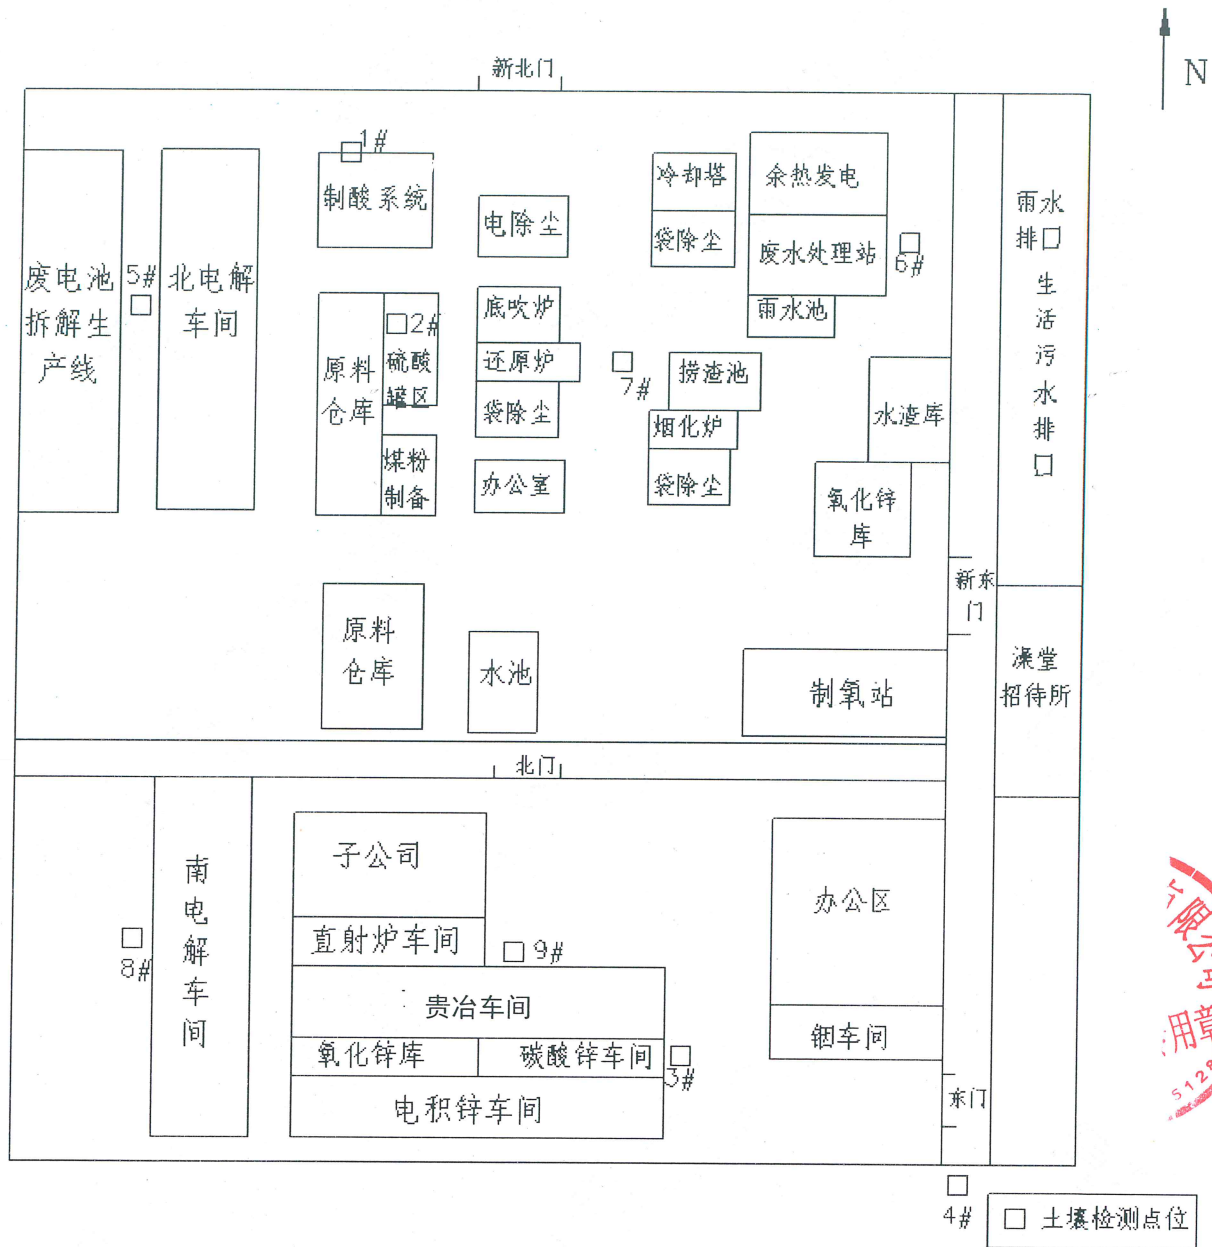 N
新北门
1#
制酸系统
冷却塔
余热发电
雨水
排口
电除尘
袋除尘
废水处理站
6#
废电池
拆解生
产线
5#
北电解
车间
生
活
污
水
排
口
底吹炉
雨水池
2#
硫酸
罐区
原料
仓库
还原炉
7#
捞渣池
袋除尘
烟化炉
水渣库
煤粉
制备
办公室
袋除尘
氧化锌
库
新东
门
原料
仓库
水池
制氧站
澡堂
招待所
北门
子公司
南
电
解
车
间
办公区
直射炉车间
9#
8#
贵冶车间
铟车间
氧化锌库
碳酸锌车间
3#
电积锌车间
东门
4#
土壤检测点位
限公
用章
5128